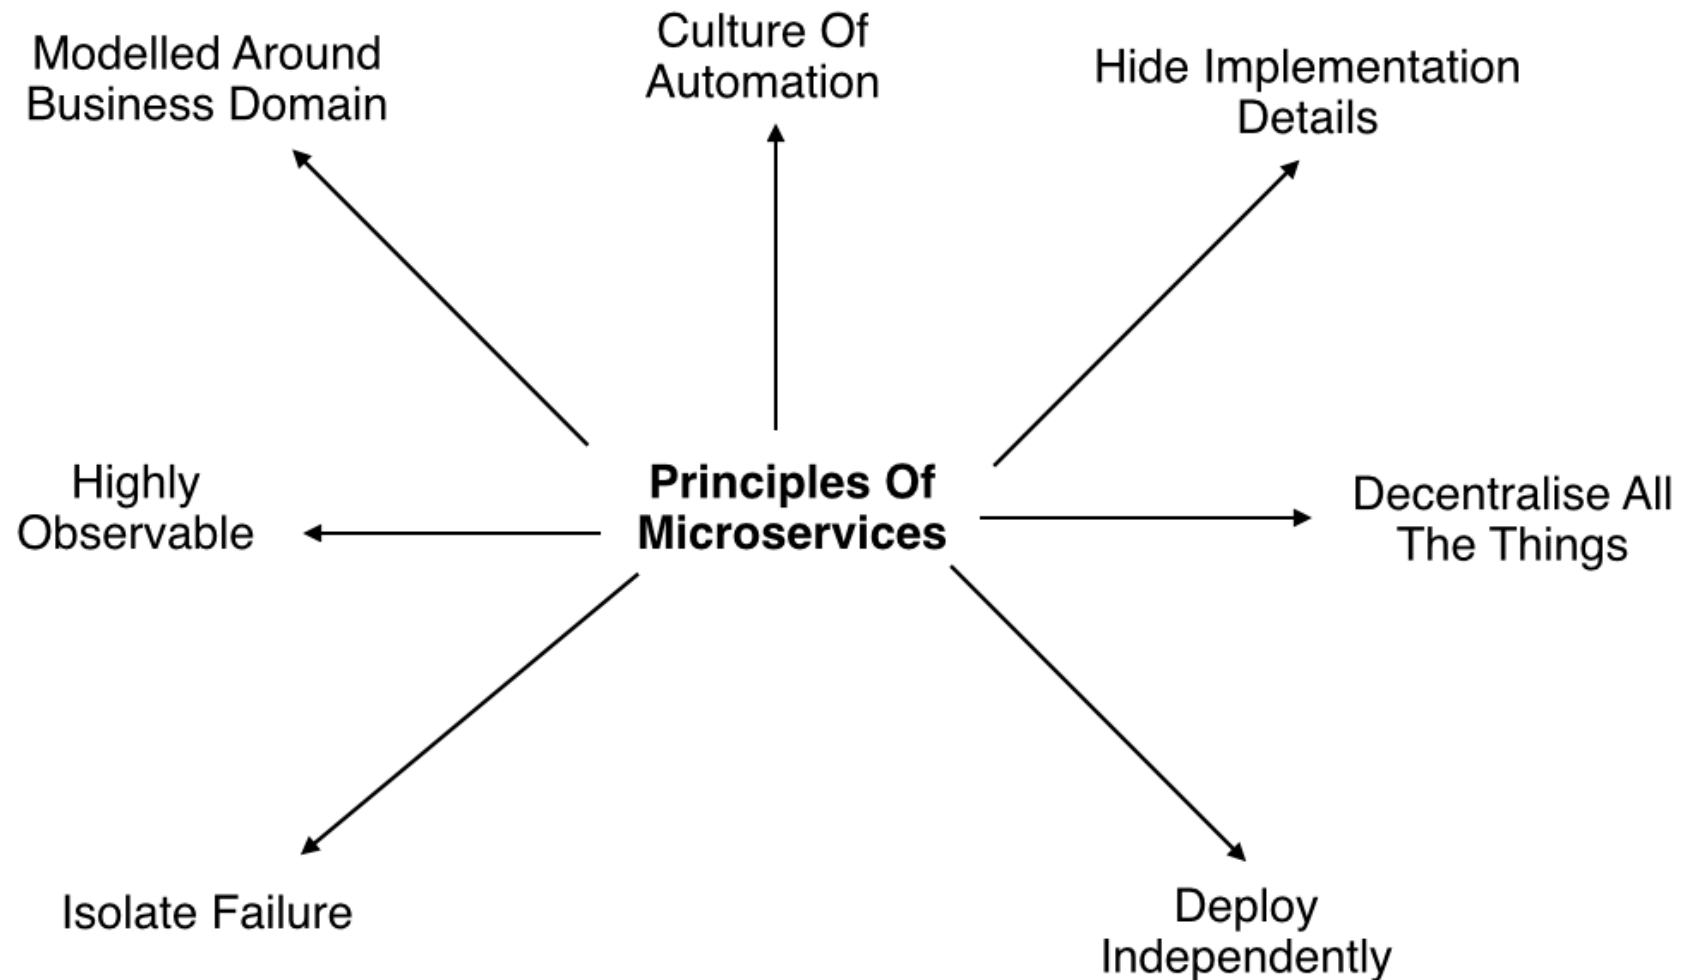 Modelled Around
Business Domain
Culture Of
Automation
Hide Implementation
Details
Highly
Observable
Principles Of
Microservices
Decentralise All
The Things
Isolate Failure
Deploy
Independently